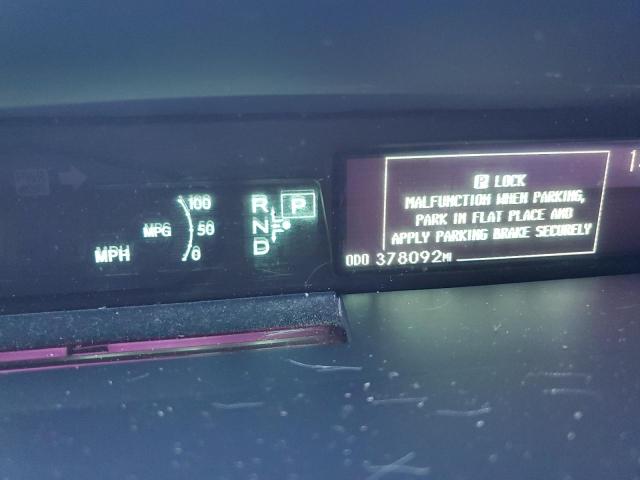 100
MPG 50
MPH 0
R P
N
D
P LOCK
MALFUNCTION WHEN PARKING,
PARK IN FLAT PLACE AND
APPLY PARKING BRAKE SECURELY
ODO 378092MI